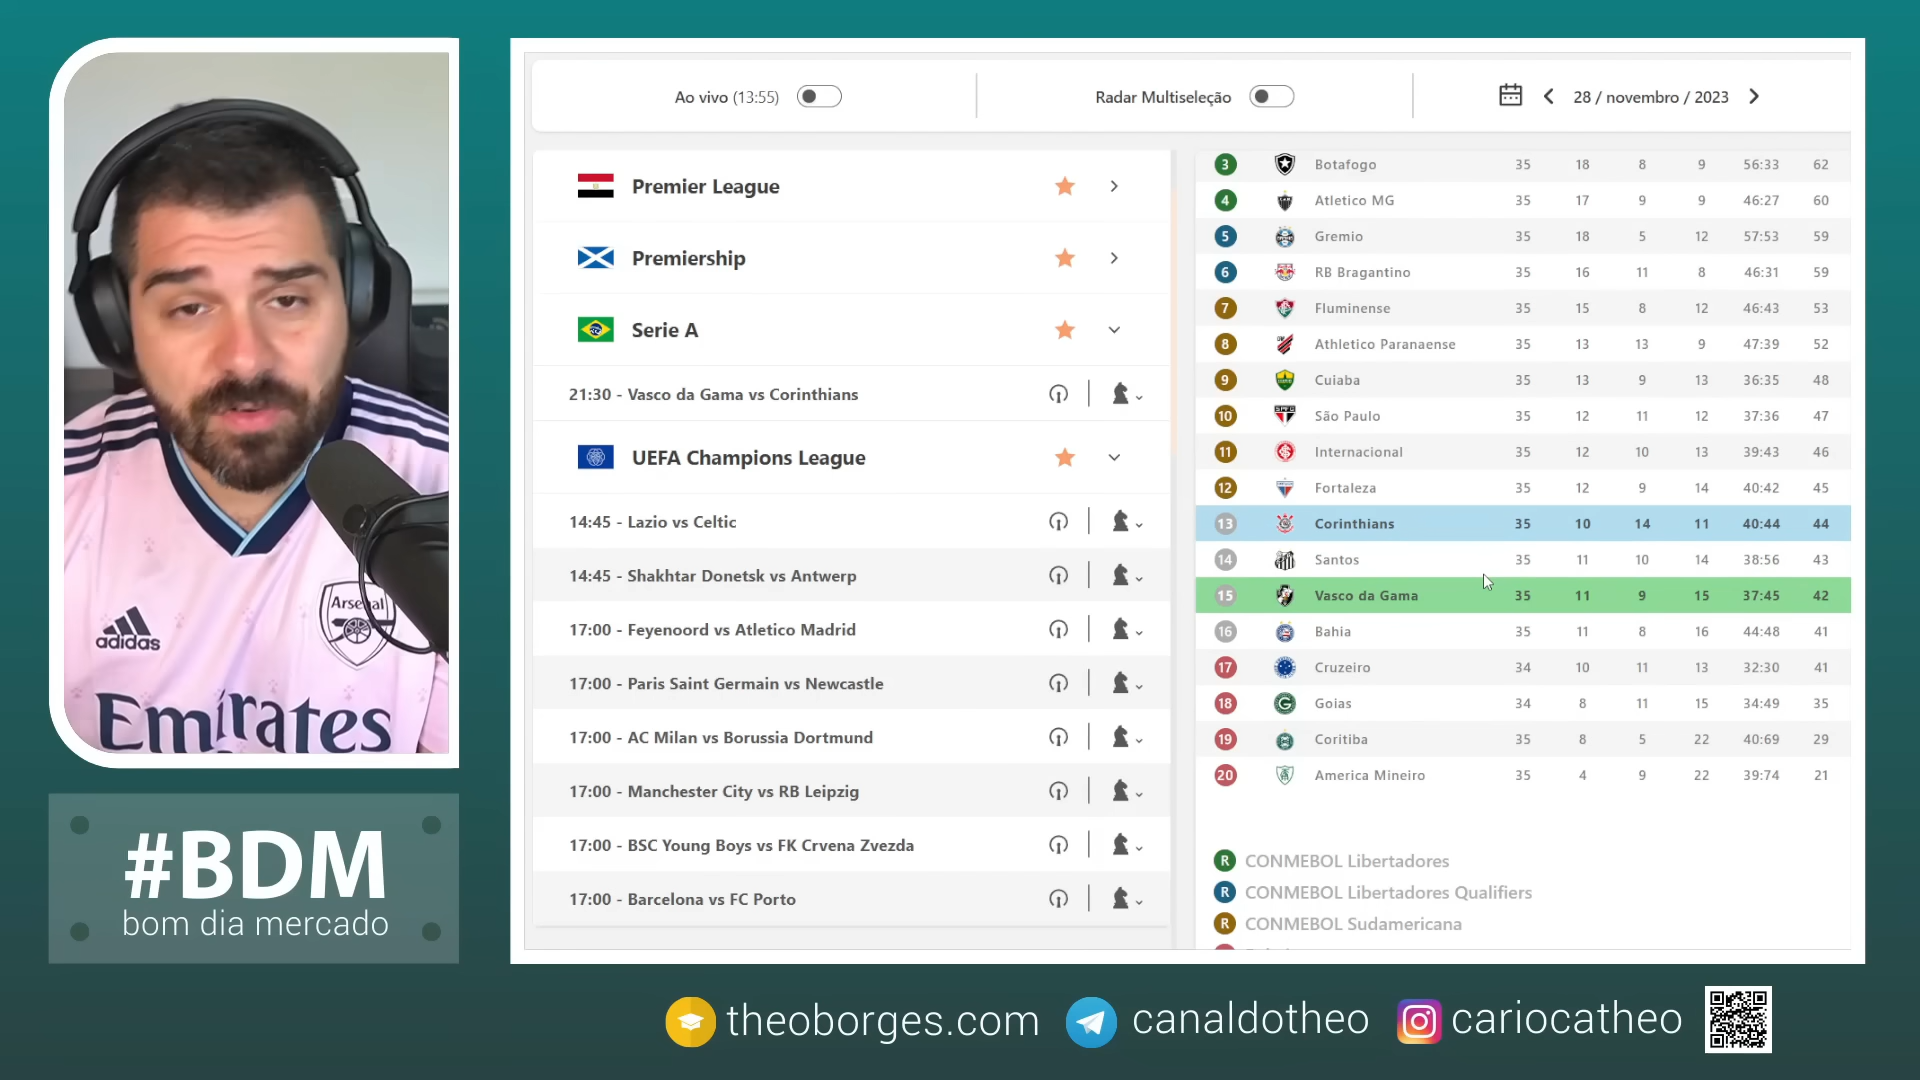 Ao vivo (13:55)
Radar Multiseleção
28 / novembro / 2023
Premier League
Premiership
Serie A
21:30 - Vasco da Gama vs Corinthians
UEFA Champions League
14:45 - Lazio vs Celtic
14:45 - Shakhtar Donetsk vs Antwerp
17:00 - Feyenoord vs Atletico Madrid
17:00 - Paris Saint Germain vs Newcastle
17:00 - AC Milan vs Borussia Dortmund
17:00 - Manchester City vs RB Leipzig
17:00 - BSC Young Boys vs FK Crvena Zvezda
17:00 - Barcelona vs FC Porto
3 Botafogo 35 18 8 9 56:33 62
4 Atletico MG 35 17 9 9 46:27 60
5 Gremio 35 18 5 12 57:53 59
6 RB Bragantino 35 16 11 8 46:31 59
7 Fluminense 35 15 8 12 46:43 53
8 Athletico Paranaense 35 13 13 9 47:39 52
9 Cuiaba 35 13 9 13 36:35 48
10 São Paulo 35 12 11 12 37:36 47
11 Internacional 35 12 10 13 39:43 46
12 Fortaleza 35 12 9 14 40:42 45
13 Corinthians 35 10 14 11 40:44 44
14 Santos 35 11 10 14 38:56 43
15 Vasco da Gama 35 11 9 15 37:45 42
16 Bahia 35 11 8 16 44:48 41
17 Cruzeiro 34 10 11 13 32:30 41
18 Goias 34 8 11 15 34:49 35
19 Coritiba 35 8 5 22 40:69 29
20 America Mineiro 35 4 9 22 39:74 21
R CONMEBOL Libertadores
R CONMEBOL Libertadores Qualifiers
R CONMEBOL Sudamericana
adidas
Arsenal
Emirates
#BDM
bom dia mercado
theoborges.com
canaldotheo
cariocatheo